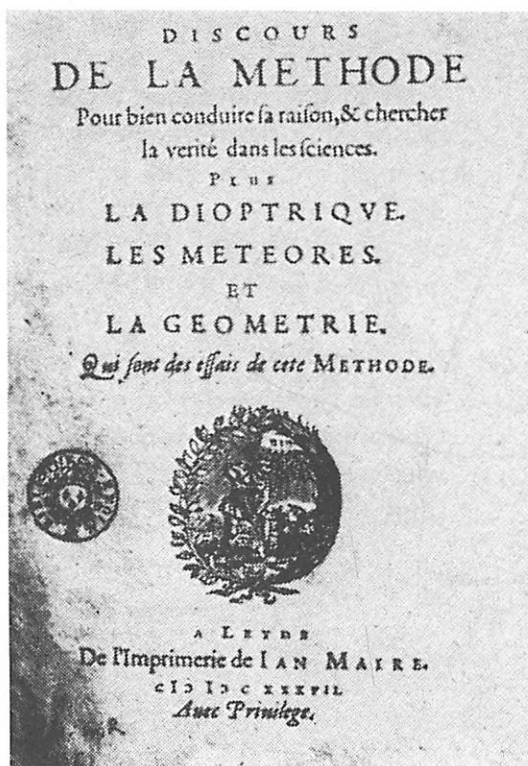 DISCOURS
DE LA METHODE
Pour bien conduire ſa raiſon, & chercher
la verité dans les ſciences.
PLUS
LA DIOPTRIQVE.
LES METEORES.
ET
LA GEOMETRIE.
Qui ſont des eſſais de cete METHODE.
A LEYDE
De l'Imprimerie de IAN MAIRE.
cIↃ IↃ c xxxvii.
Avec Privilege.